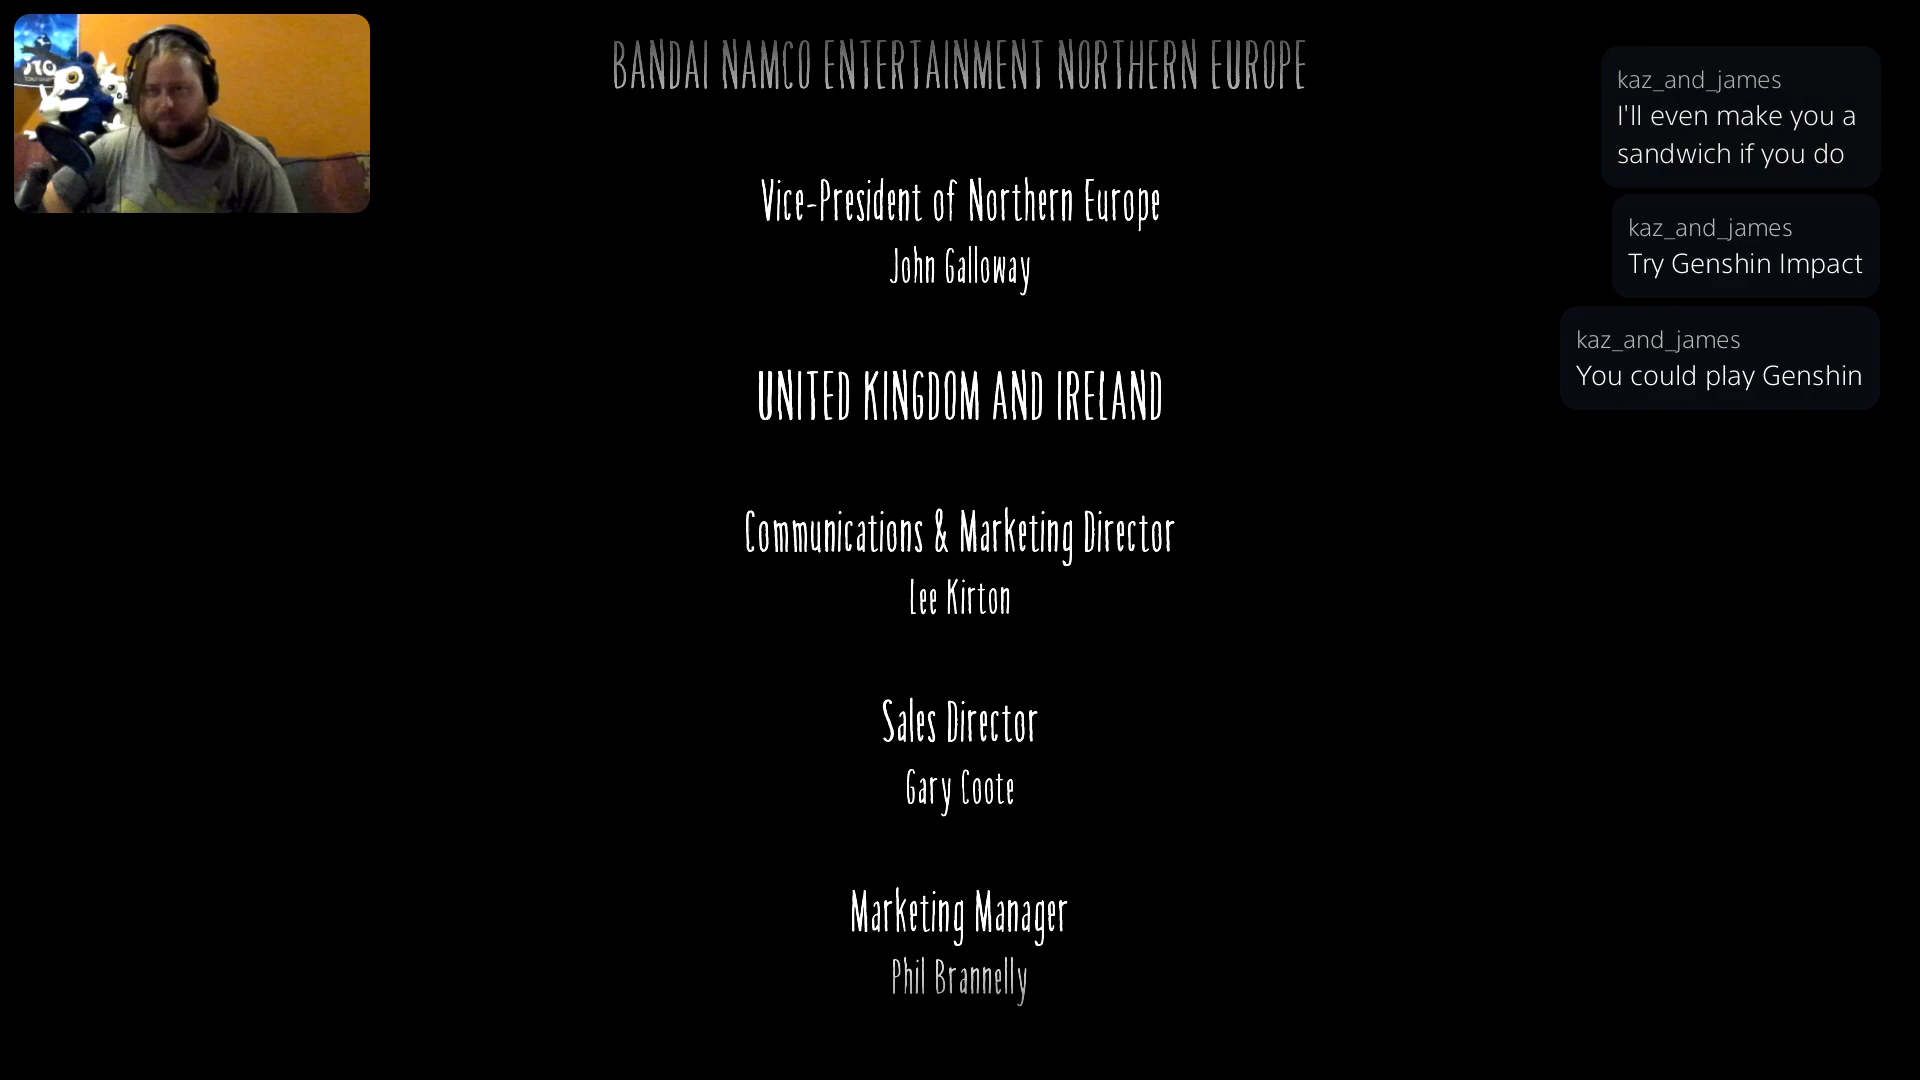 BANDAI NAMCO ENTERTAINMENT NORTHERN EUROPE
Vice-President of Northern Europe
John Galloway
UNITED KINGDOM AND IRELAND
Communications & Marketing Director
Lee Kirton
Sales Director
Gary Coote
Marketing Manager
Phil Brannelly
kaz_and_james
I'll even make you a
sandwich if you do
kaz_and_james
Try Genshin Impact
kaz_and_james
You could play Genshin